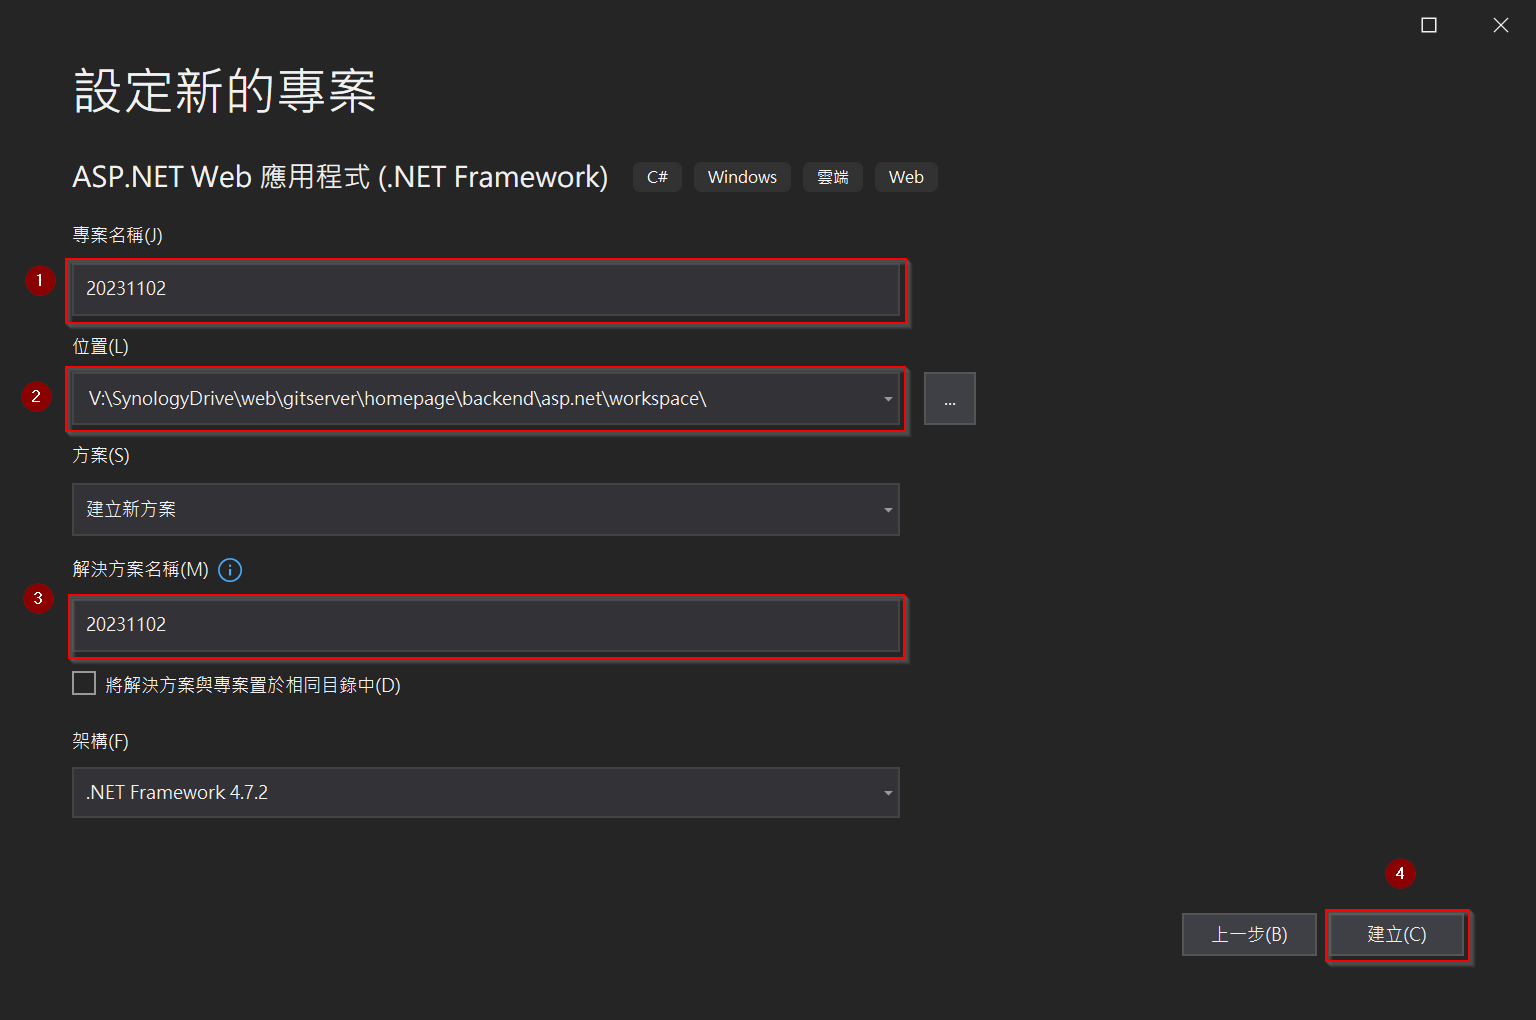 設定新的專案
ASP.NET Web 應用程式 (.NET Framework) C# Windows 雲端 Web
專案名稱(J)
1 20231102
位置(L)
2 V:\SynologyDrive\web\gitserver\homepage\backend\asp.net\workspace\ ...
方案(S)
建立新方案
解決方案名稱(M)
3 20231102
將解決方案與專案置於相同目錄中(D)
架構(F)
.NET Framework 4.7.2
4
上一步(B) 建立(C)